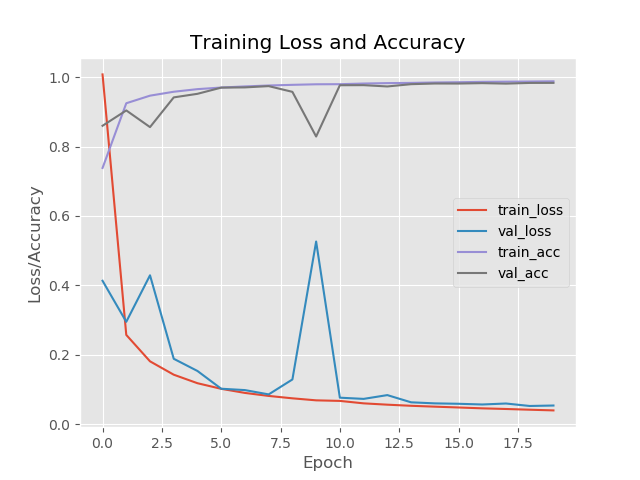 Training Loss and Accuracy
1.0
0.8
0.6
0.4
0.2
0.0
Loss/Accuracy
train_loss
val_loss
train_acc
val_acc
0.0 2.5 5.0 7.5 10.0 12.5 15.0 17.5
Epoch